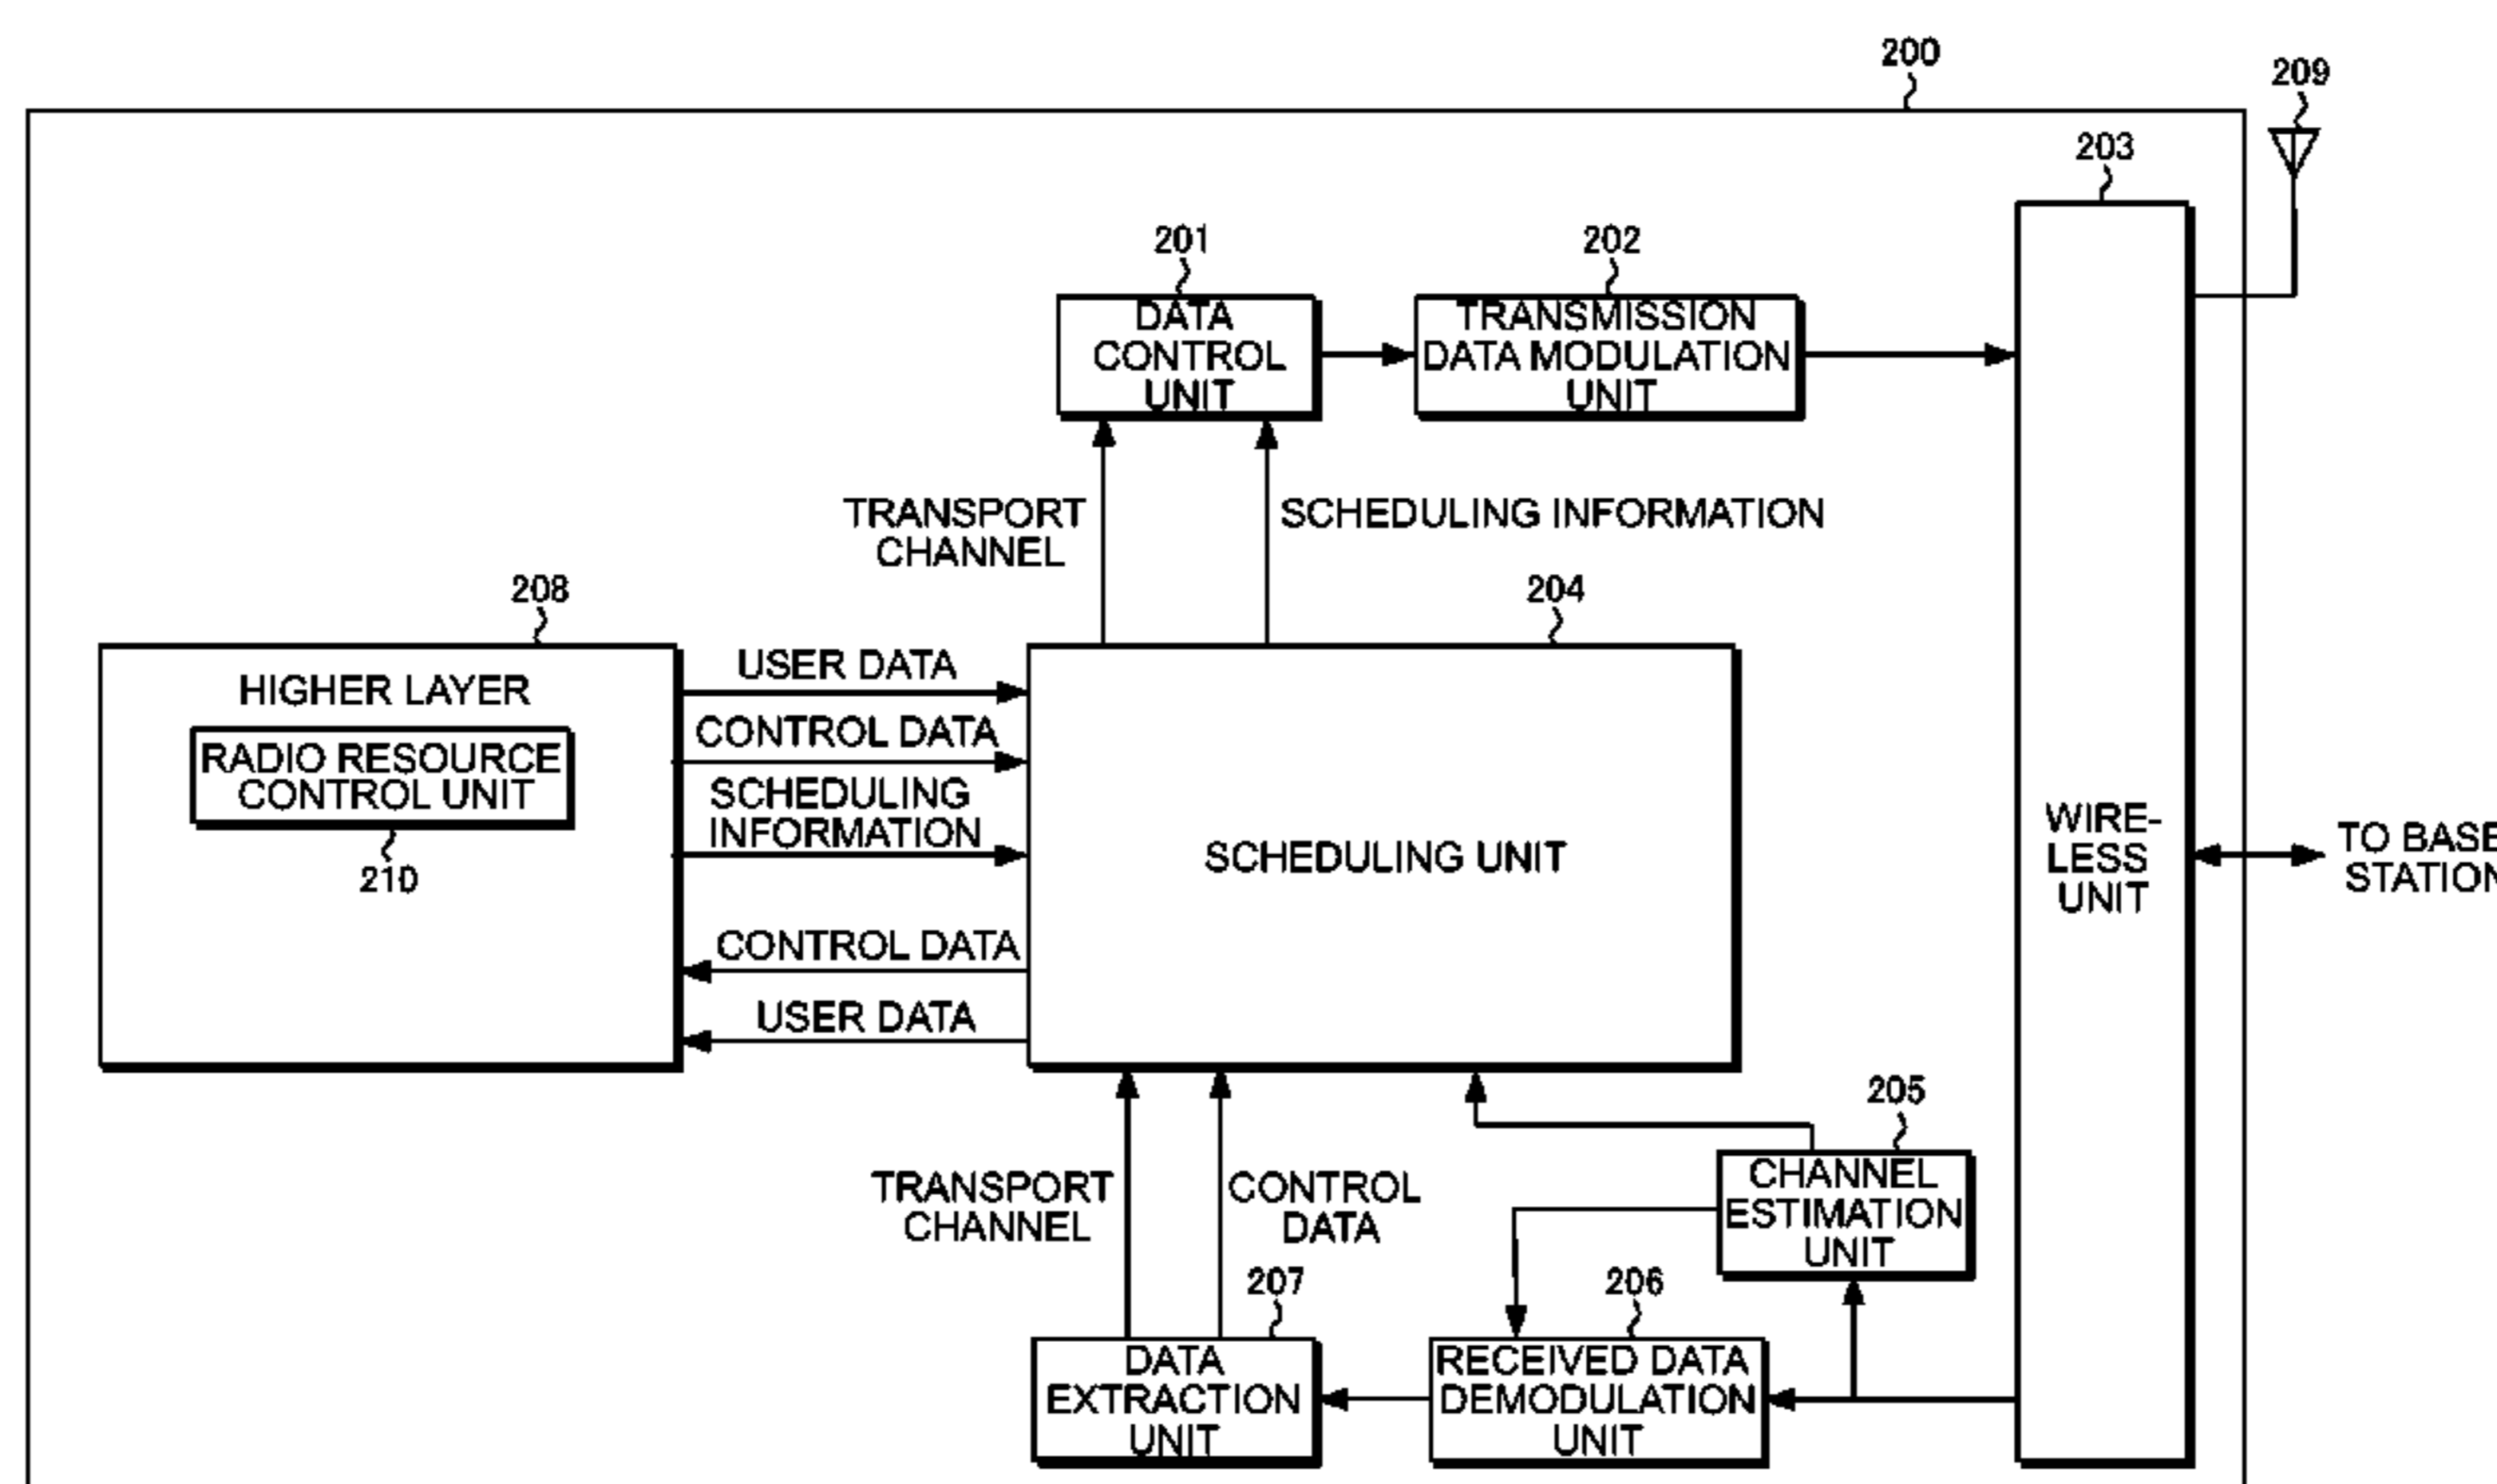 200
209
203
201
202
DATA
CONTROL
UNIT
TRANSMISSION
DATA MODULATION
UNIT
TRANSPORT
CHANNEL
SCHEDULING INFORMATION
208
204
HIGHER LAYER
RADIO RESOURCE
CONTROL UNIT
210
USER DATA
CONTROL DATA
SCHEDULING
INFORMATION
CONTROL DATA
USER DATA
SCHEDULING UNIT
WIRE-
LESS
UNIT
TO BASE
STATION
205
CHANNEL
ESTIMATION
UNIT
TRANSPORT
CHANNEL
CONTROL
DATA
207
206
DATA
EXTRACTION
UNIT
RECEIVED DATA
DEMODULATION
UNIT